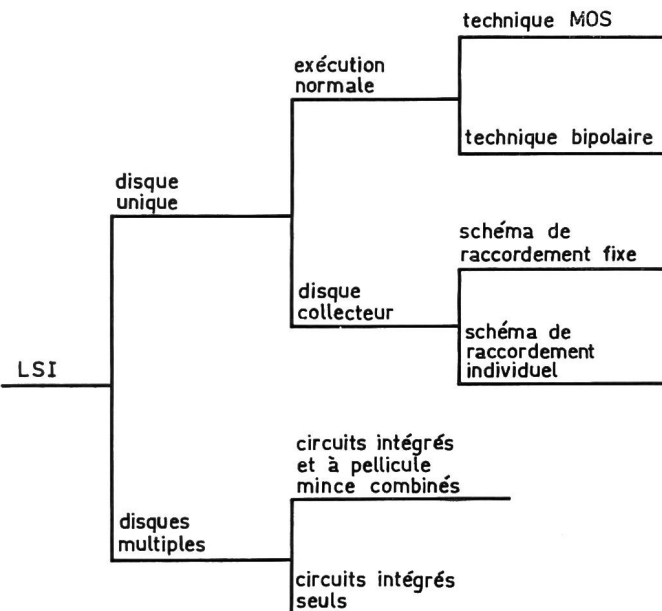 technique MOS
exécution
normale
technique bipolaire
disque
unique
schéma de
raccordement fixe
disque
collecteur
schéma de
raccordement
individuel
LSI
circuits intégrés
et à pellicule
mince combinés
disques
multiples
circuits intégrés
seuls